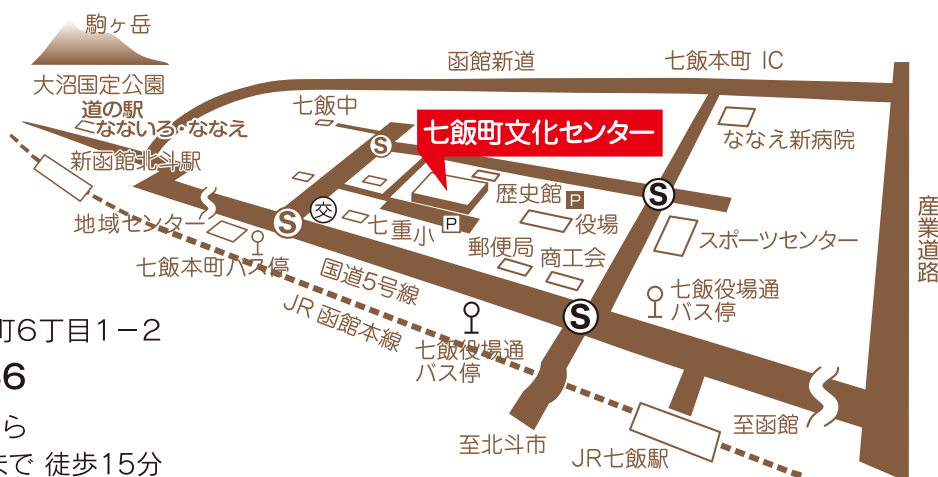 駒ヶ岳
大沼国定公園
道の駅
なないろ・ななえ
新函館北斗駅
函館新道
七飯本町 IC
七飯中
七飯町文化センター
ななえ新病院
S
S
S
S
交
歴史館 P
P
役場
七重小
郵便局
商工会
スポーツセンター
産業道路
地域センター
七飯本町バス停
国道5号線
JR 函館本線
七飯役場通
バス停
七飯役場通
バス停
至北斗市
JR七飯駅
至函館
町6丁目1−2
6
ら
まで 徒歩15分